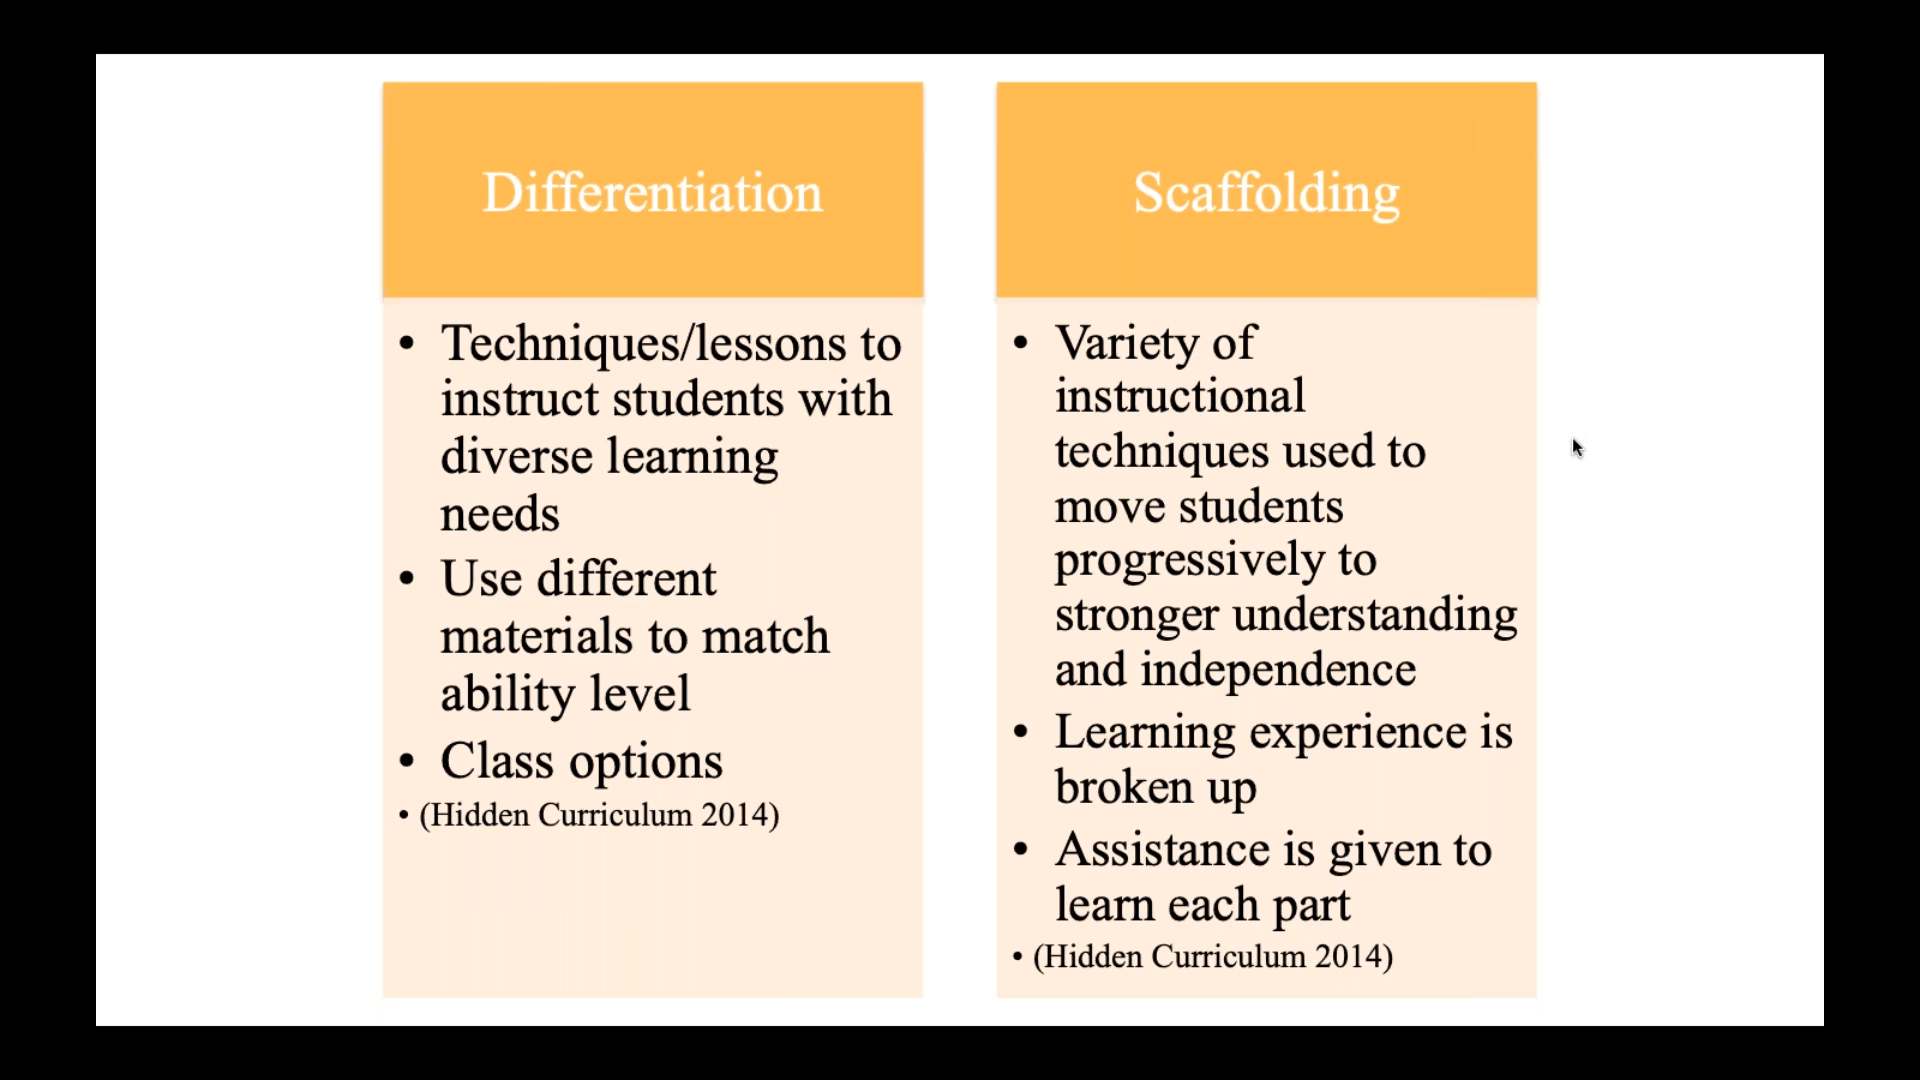 Differentiation
• Techniques/lessons to
instruct students with
diverse learning
needs
• Use different
materials to match
ability level
• Class options
• (Hidden Curriculum 2014)
Scaffolding
• Variety of
instructional
techniques used to
move students
progressively to
stronger understanding
and independence
• Learning experience is
broken up
• Assistance is given to
learn each part
• (Hidden Curriculum 2014)